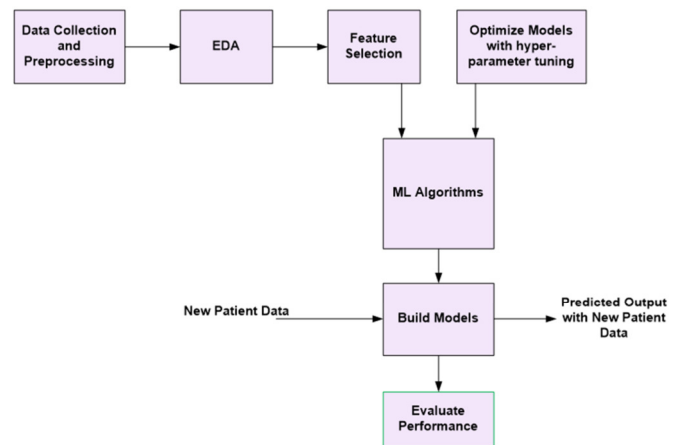 Data Collection
and
Preprocessing
EDA
Feature
Selection
Optimize Models
with hyper-
parameter tuning
ML Algorithms
New Patient Data
Build Models
Predicted Output
with New Patient
Data
Evaluate
Performance